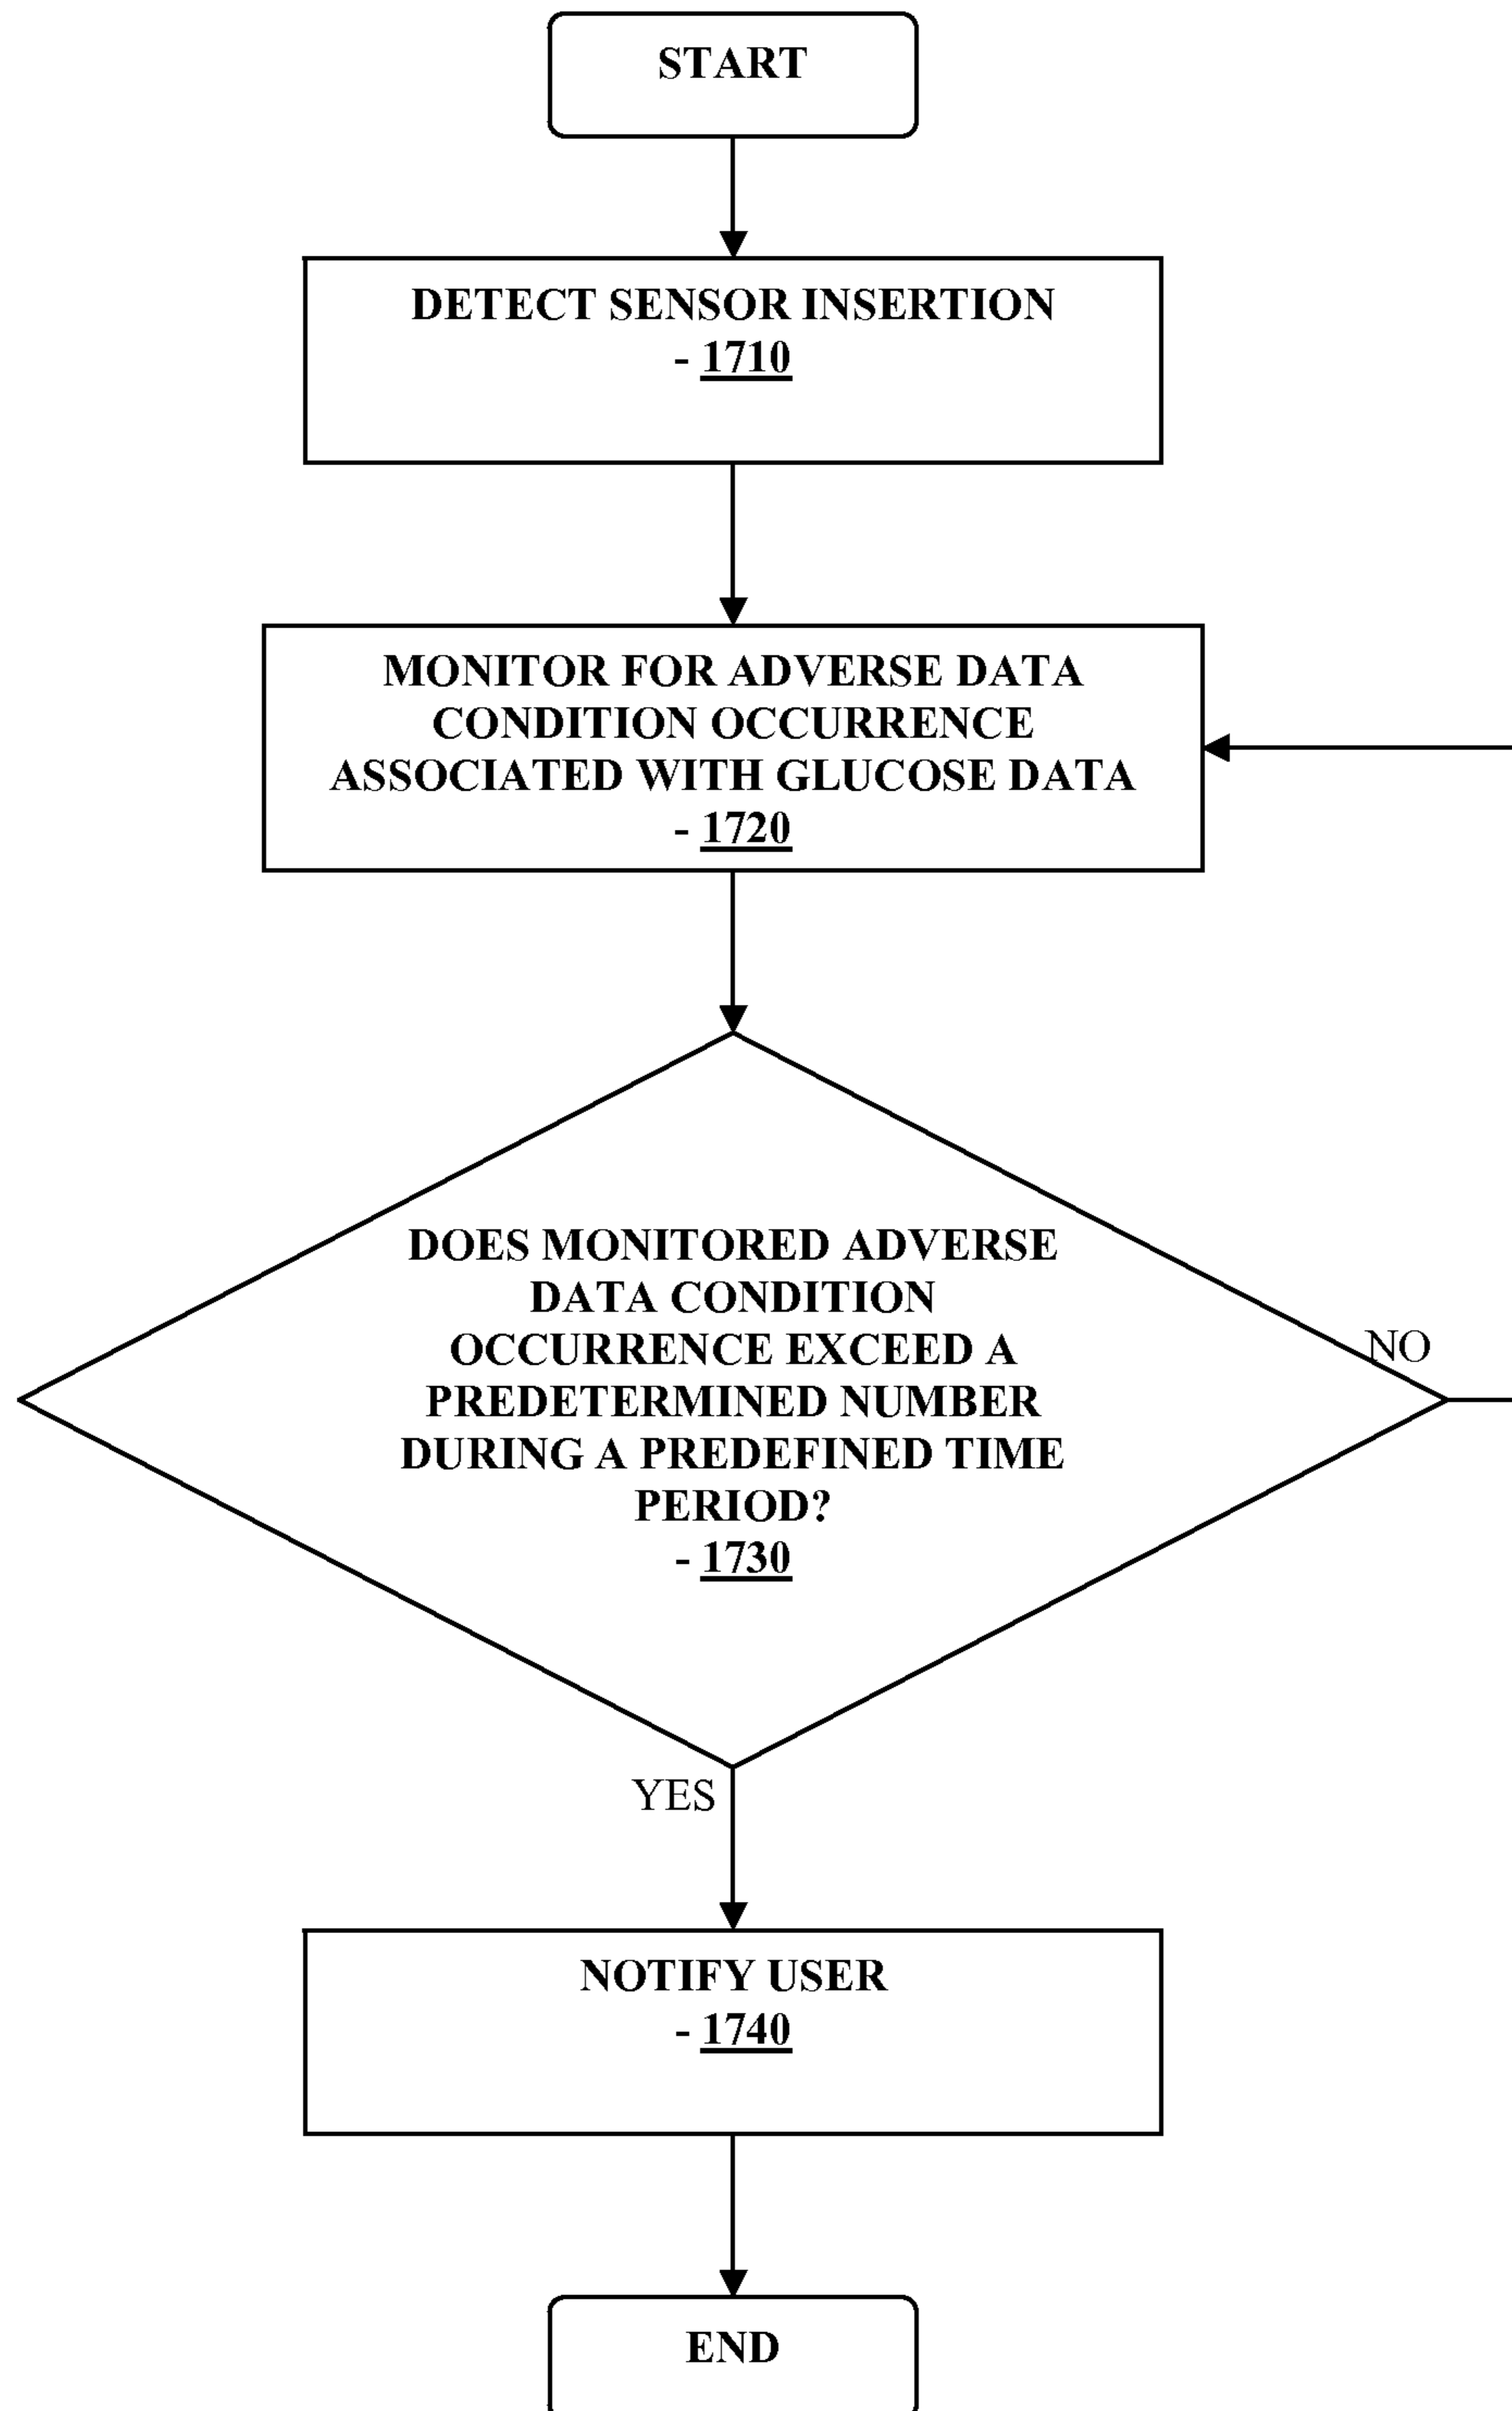 START
DETECT SENSOR INSERTION
- 1710
MONITOR FOR ADVERSE DATA
CONDITION OCCURRENCE
ASSOCIATED WITH GLUCOSE DATA
- 1720
DOES MONITORED ADVERSE
DATA CONDITION
OCCURRENCE EXCEED A
PREDETERMINED NUMBER
DURING A PREDEFINED TIME
PERIOD?
- 1730
NO
YES
NOTIFY USER
- 1740
END